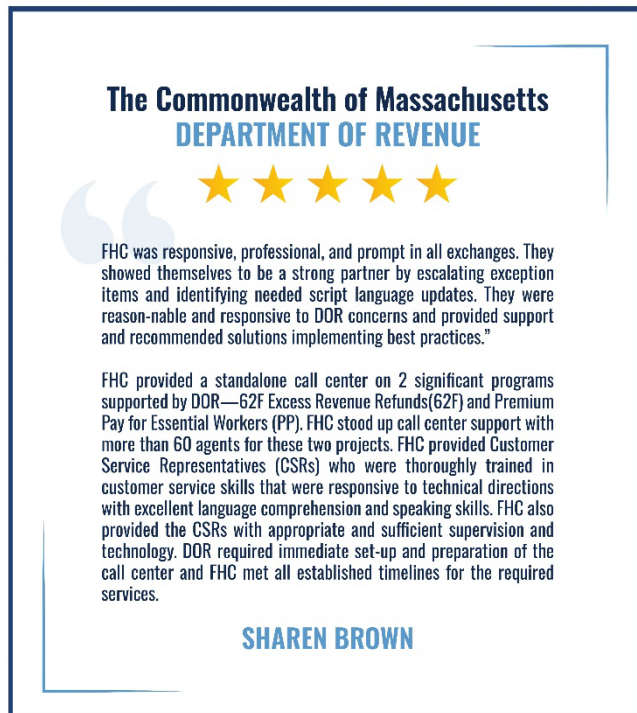 The Commonwealth of Massachusetts
DEPARTMENT OF REVENUE
FHC was responsive, professional, and prompt in all exchanges. They
showed themselves to be a strong partner by escalating exception
items and identifying needed script language updates. They were
reason-nable and responsive to DOR concerns and provided support
and recommended solutions implementing best practices.”
FHC provided a standalone call center on 2 significant programs
supported by DOR—62F Excess Revenue Refunds(62F) and Premium
Pay for Essential Workers (PP). FHC stood up call center support with
more than 60 agents for these two projects. FHC provided Customer
Service Representatives (CSRs) who were thoroughly trained in
customer service skills that were responsive to technical directions
with excellent language comprehension and speaking skills. FHC also
provided the CSRs with appropriate and sufficient supervision and
technology. DOR required immediate set-up and preparation of the
call center and FHC met all established timelines for the required
services.
SHAREN BROWN